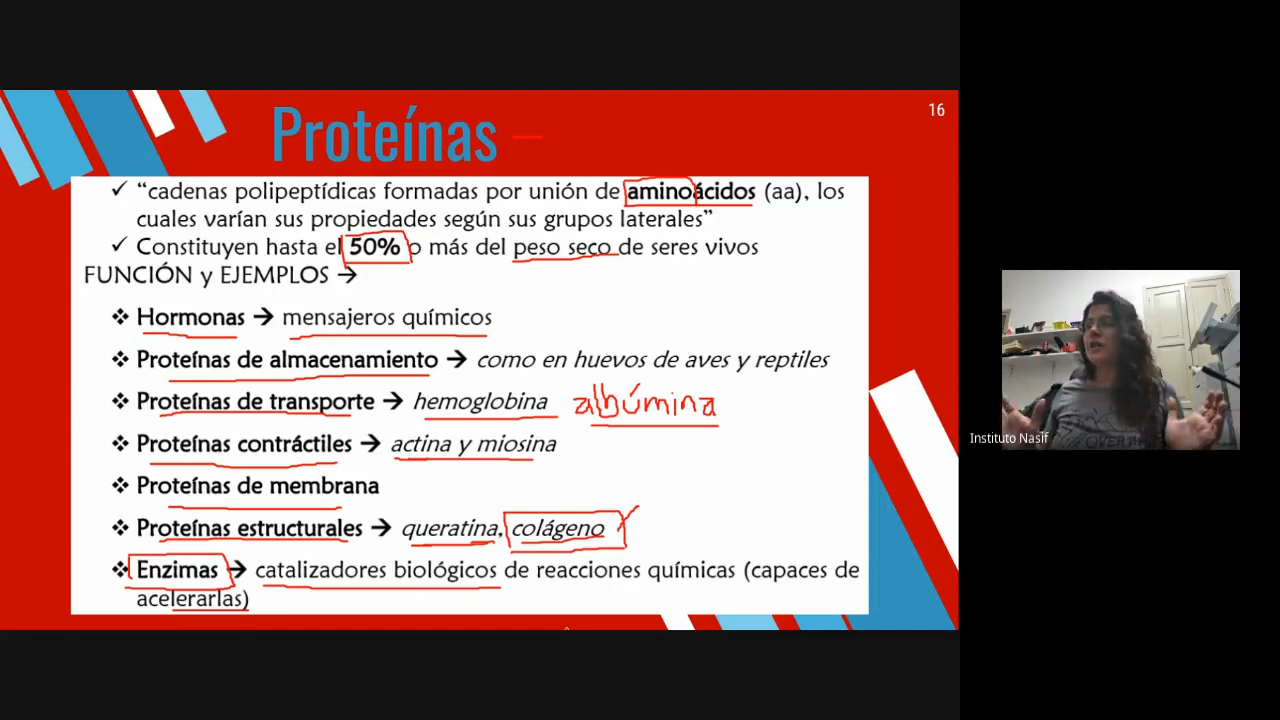 16
Proteínas
✓ “cadenas polipeptídicas formadas por unión de aminoácidos (aa), los
cuales varían sus propiedades según sus grupos laterales”
✓ Constituyen hasta el 50% o más del peso seco de seres vivos
FUNCIÓN y EJEMPLOS →
❖ Hormonas → mensajeros químicos
❖ Proteínas de almacenamiento → como en huevos de aves y reptiles
❖ Proteínas de transporte → hemoglobina albúmina
❖ Proteínas contráctiles → actina y miosina
❖ Proteínas de membrana
❖ Proteínas estructurales → queratina, colágeno
❖ Enzimas → catalizadores biológicos de reacciones químicas (capaces de
acelerarlas)
Instituto Nasif